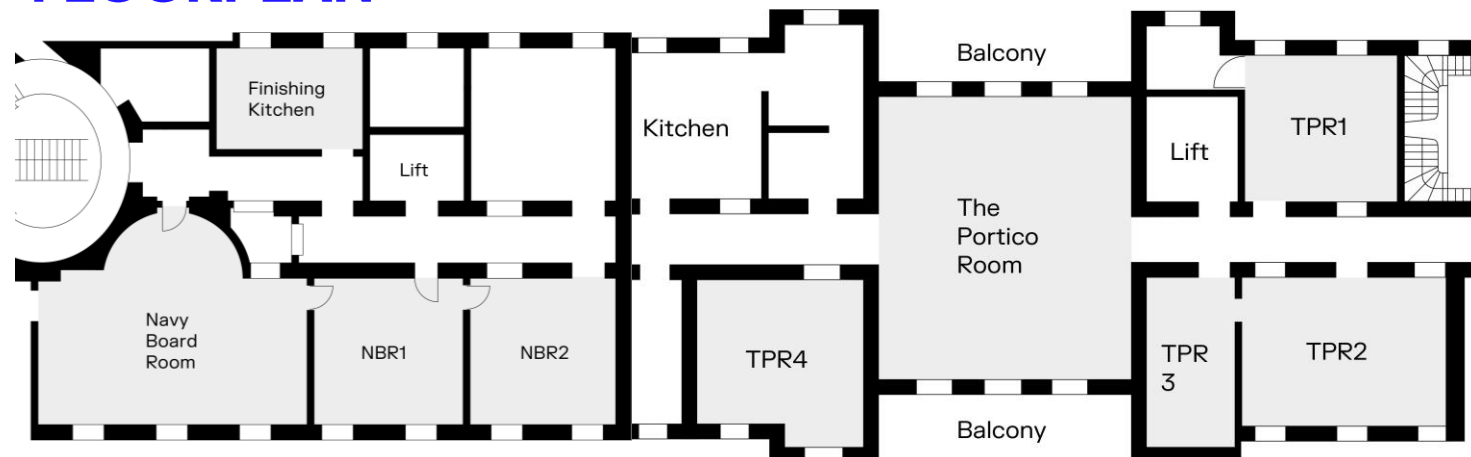 FLOORPLAN
Finishing
Kitchen
Lift
Navy
Board
Room
NBR1
NBR2
Kitchen
TPR4
Balcony
The
Portico
Room
Balcony
Lift
TPR1
TPR
3
TPR2